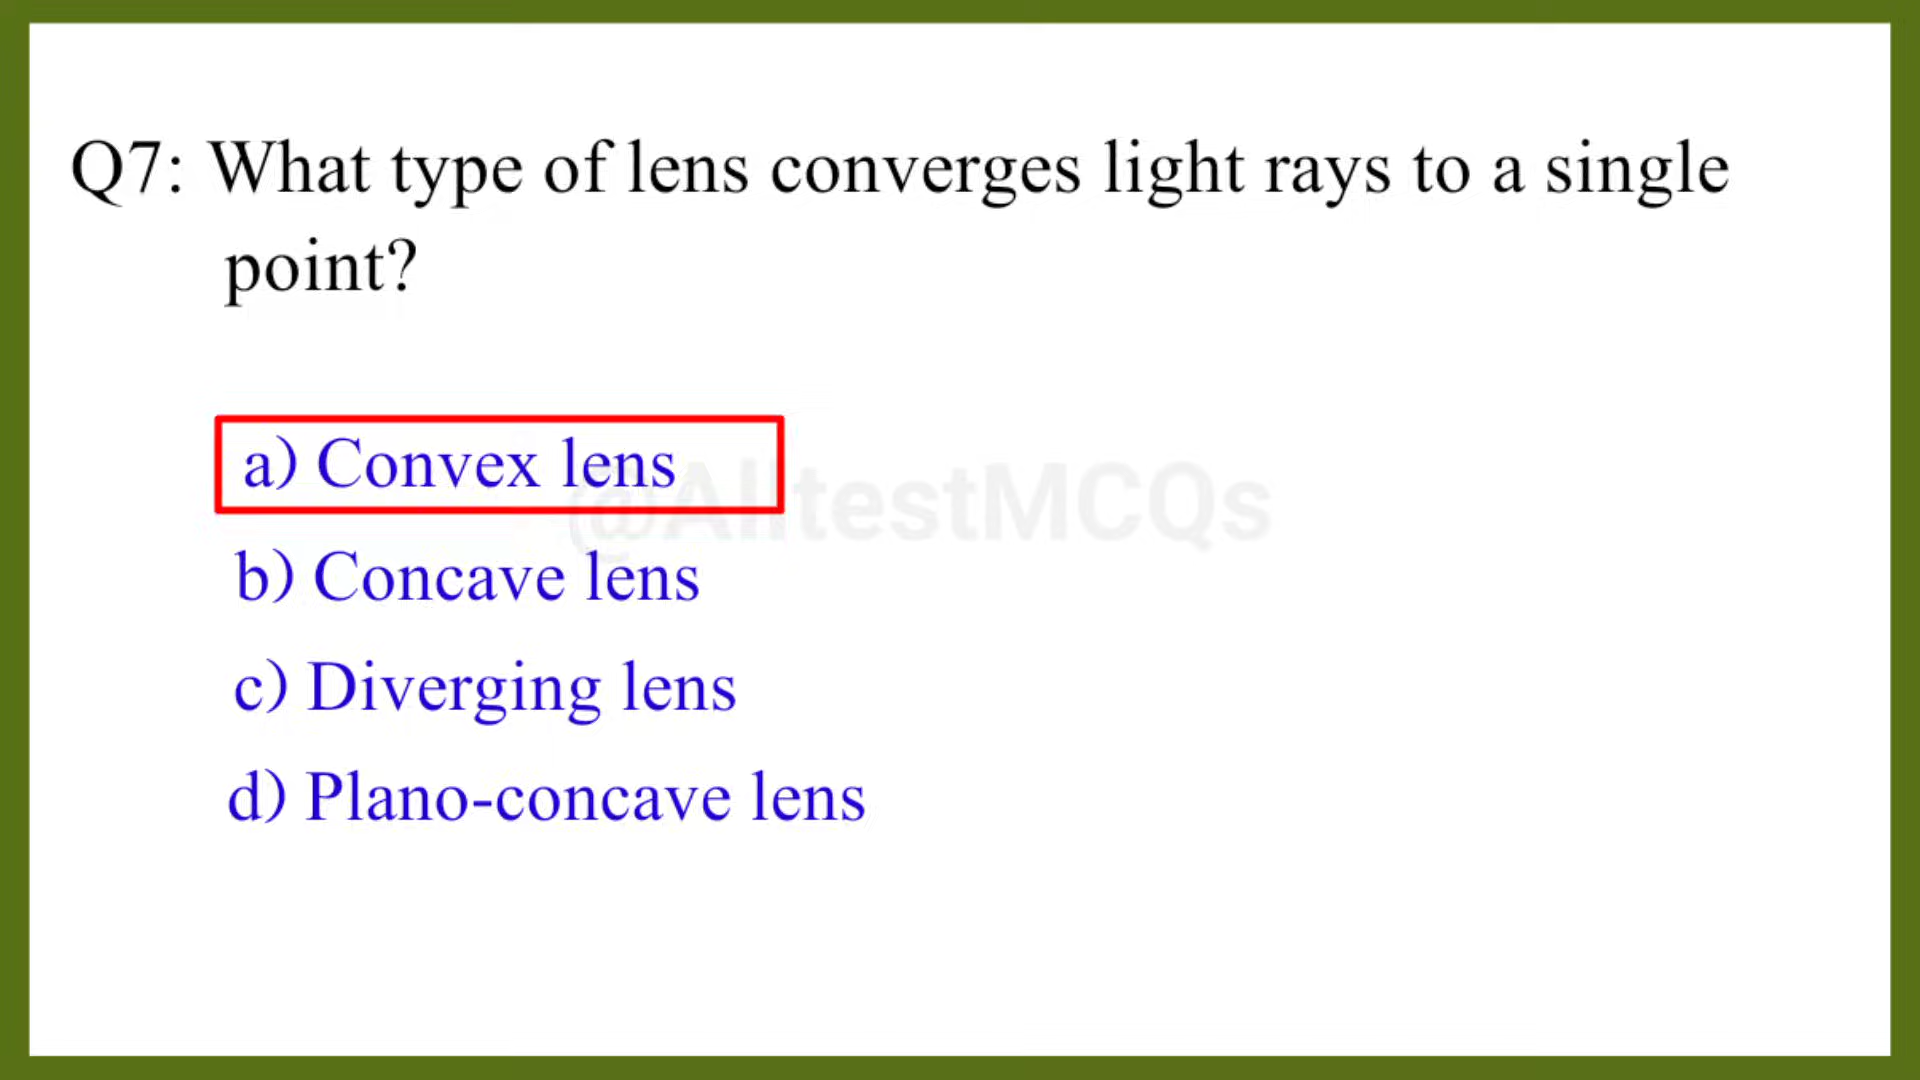 Q7: What type of lens converges light rays to a single
point?
a) Convex lens
@AlitestMCQs
b) Concave lens
c) Diverging lens
d) Plano-concave lens